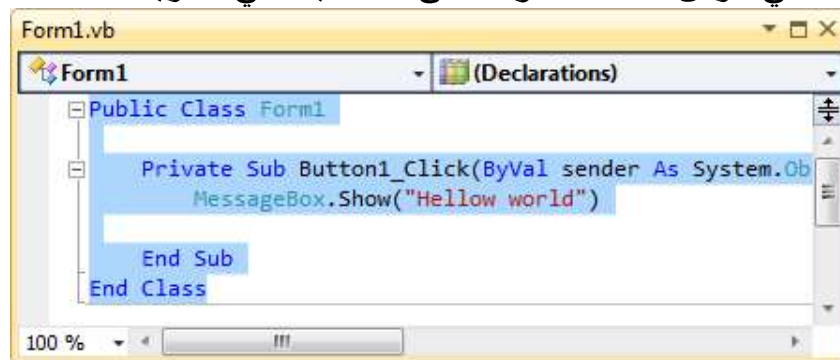 Form1.vb
Form1 (Declarations)
Public Class Form1
Private Sub Button1_Click(ByVal sender As System.Ob
MessageBox.Show("Hellow world")
End Sub
End Class
100 %